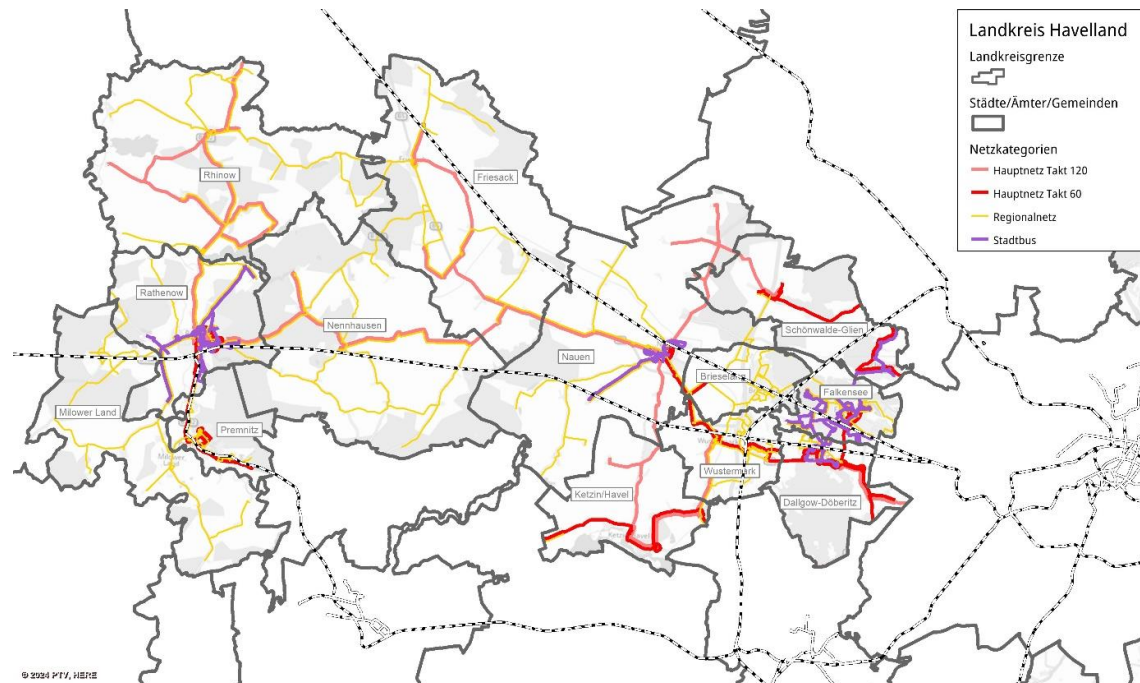 Landkreis Havelland
Landkreisgrenze
Städte/Ämter/Gemeinden
Netzkategorien
Hauptnetz Takt 120
Hauptnetz Takt 60
Regionalnetz
Stadtbus
Rhinow
Friesack
Rathenow
Nennhausen
Schönwalde-Glien
Nauen
Brieselang
Falkensee
Milower Land
Premnitz
Wustermark
Ketzin/Havel
Dallgow-Döberitz
© 2024 PTV, HERE